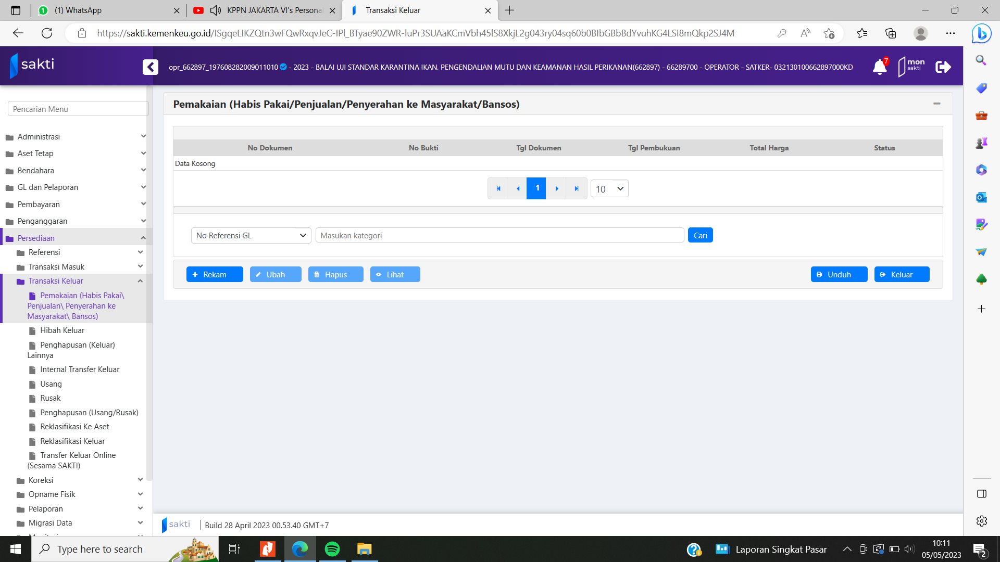 (1) WhatsApp
KPPN JAKARTA VI's Persona
Transaksi Keluar
https://sakti.kemenkeu.go.id/
sakti
opr_662897_197608282009011010 - 2023 - BALAI UJI STANDAR KARANTINA IKAN, PENGENDALIAN MUTU DAN KEAMANAN HASIL PERIKANAN(662897) - 66289700 - OPERATOR - SATKER- 032130100662897000KD
7
mon
sakti
Pencarian Menu
Administrasi
Aset Tetap
Bendahara
GL dan Pelaporan
Pembayaran
Penganggaran
Persediaan
Referensi
Transaksi Masuk
Transaksi Keluar
Pemakaian (Habis Pakai\
Penjualan\ Penyerahan ke
Masyarakat\ Bansos)
Hibah Keluar
Penghapusan (Keluar)
Lainnya
Internal Transfer Keluar
Usang
Rusak
Penghapusan (Usang/Rusak)
Reklasifikasi Ke Aset
Reklasifikasi Keluar
Transfer Keluar Online
(Sesama SAKTI)
Koreksi
Opname Fisik
Pelaporan
Migrasi Data
Pemakaian (Habis Pakai/Penjualan/Penyerahan ke Masyarakat/Bansos)
No Dokumen No Bukti Tgl Dokumen Tgl Pembukuan Total Harga Status
Data Kosong
1 10
No Referensi GL Masukan kategori Cari
Rekam Ubah Hapus Lihat Unduh Keluar
sakti Build 28 April 2023 00.53.40 GMT+7
Type here to search
Laporan Singkat Pasar
10:11
05/05/2023
2